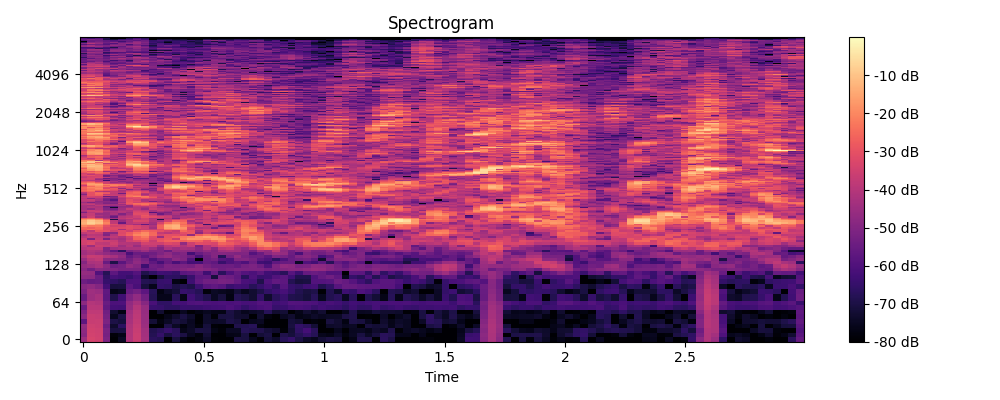 Spectrogram
Hz
4096
2048
1024
512
256
128
64
0
0
0.5
1
1.5
2
2.5
Time
-10 dB
-20 dB
-30 dB
-40 dB
-50 dB
-60 dB
-70 dB
-80 dB